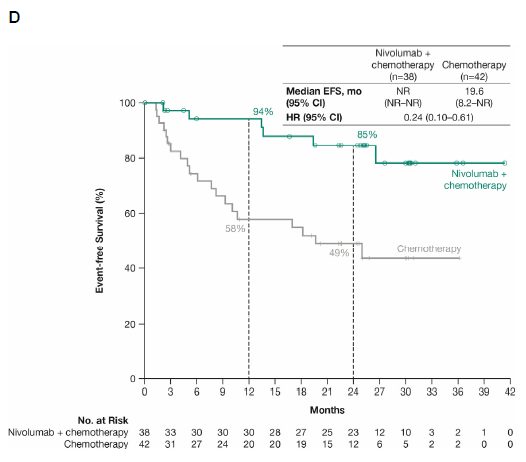 D
Nivolumab +
chemotherapy
(n=38)
Chemotherapy
(n=42)
Median EFS, mo
(95% CI)
NR
(NR–NR)
19.6
(8.2–NR)
HR (95% CI) 0.24 (0.10–0.61)
100
80
60
40
20
0
Event-free Survival (%)
94%
85%
58%
49%
Nivolumab +
chemotherapy
Chemotherapy
0 3 6 9 12 15 18 21 24 27 30 33 36 39 42
Months
No. at Risk
Nivolumab + chemotherapy 38 33 30 30 30 28 27 25 23 12 10 3 2 1 0
Chemotherapy 42 31 27 24 20 20 19 15 12 6 5 2 2 0 0